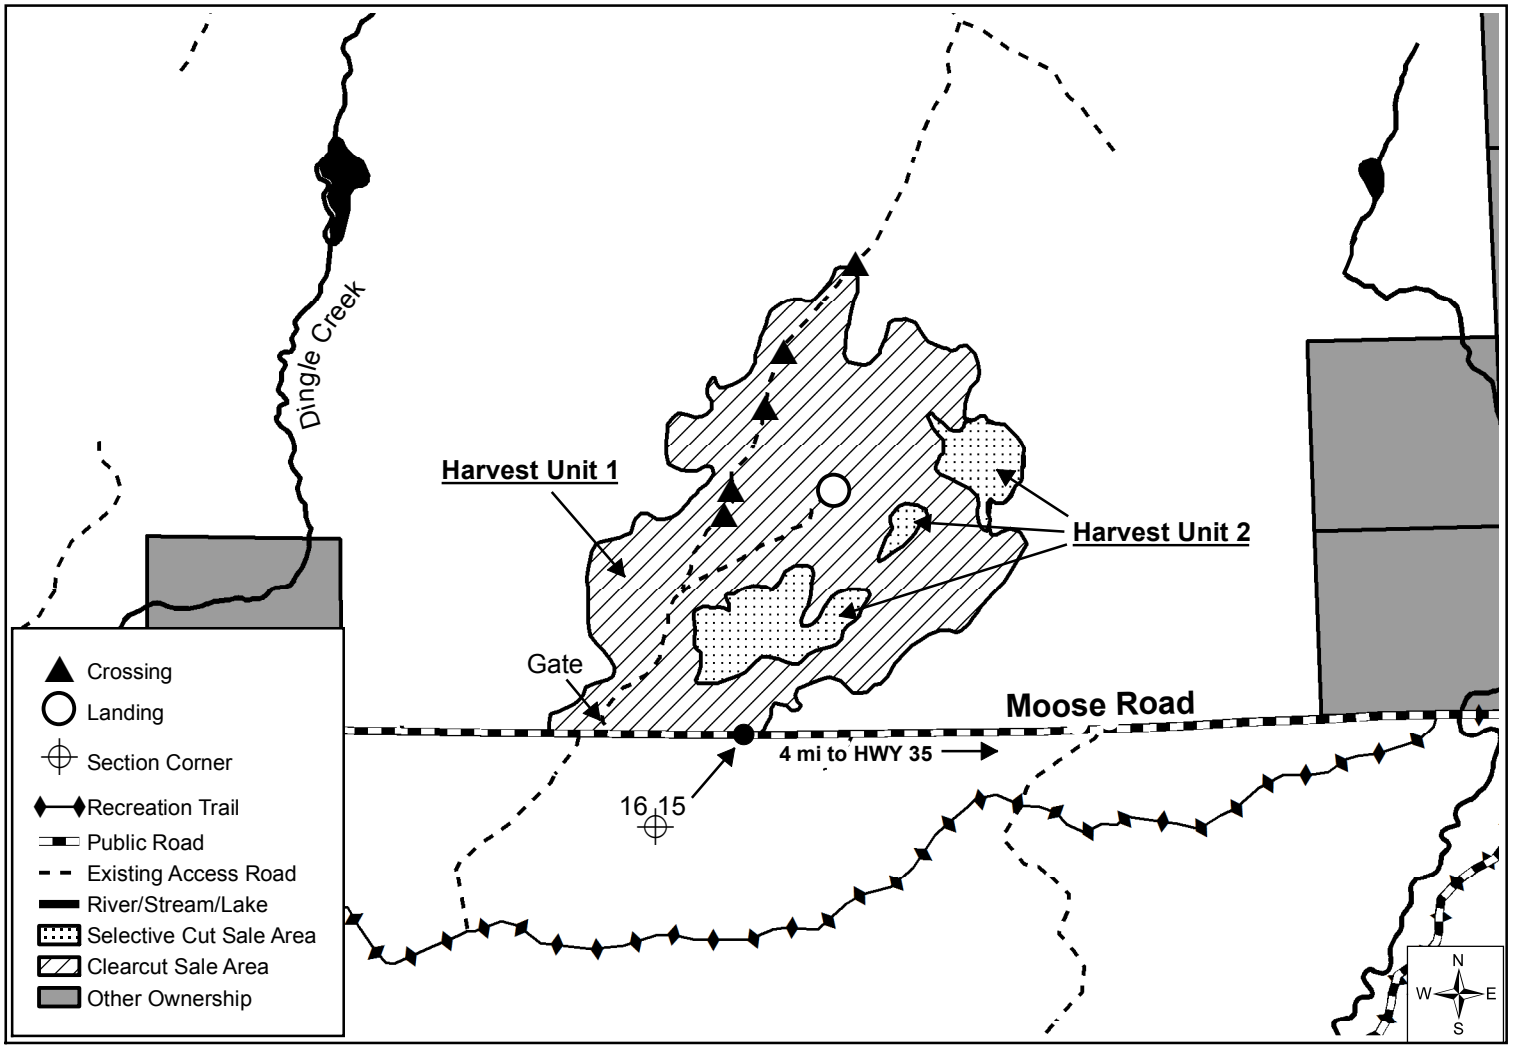 Dingle Creek
Harvest Unit 1
Harvest Unit 2
Gate
Moose Road
4 mi to HWY 35
16 15
Crossing
Landing
Section Corner
Recreation Trail
Public Road
Existing Access Road
River/Stream/Lake
Selective Cut Sale Area
Clearcut Sale Area
Other Ownership
N
W E
S